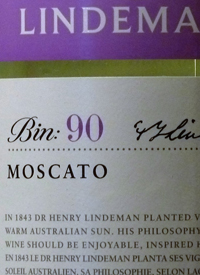 LINDEMA
Bin: 90
MOSCATO
IN 1843 DR HENRY LINDEMAN PLANTED V
WARM AUSTRALIAN SUN. HIS PHILOSOPHY
WINE SHOULD BE ENJOYABLE, INSPIRED H
EN 1843 LE DR HENRY LINDEMAN PLANTA SES VIG
SOLEIL AUSTRALIEN. SA PHILOSOPHIE, SELON LAQ